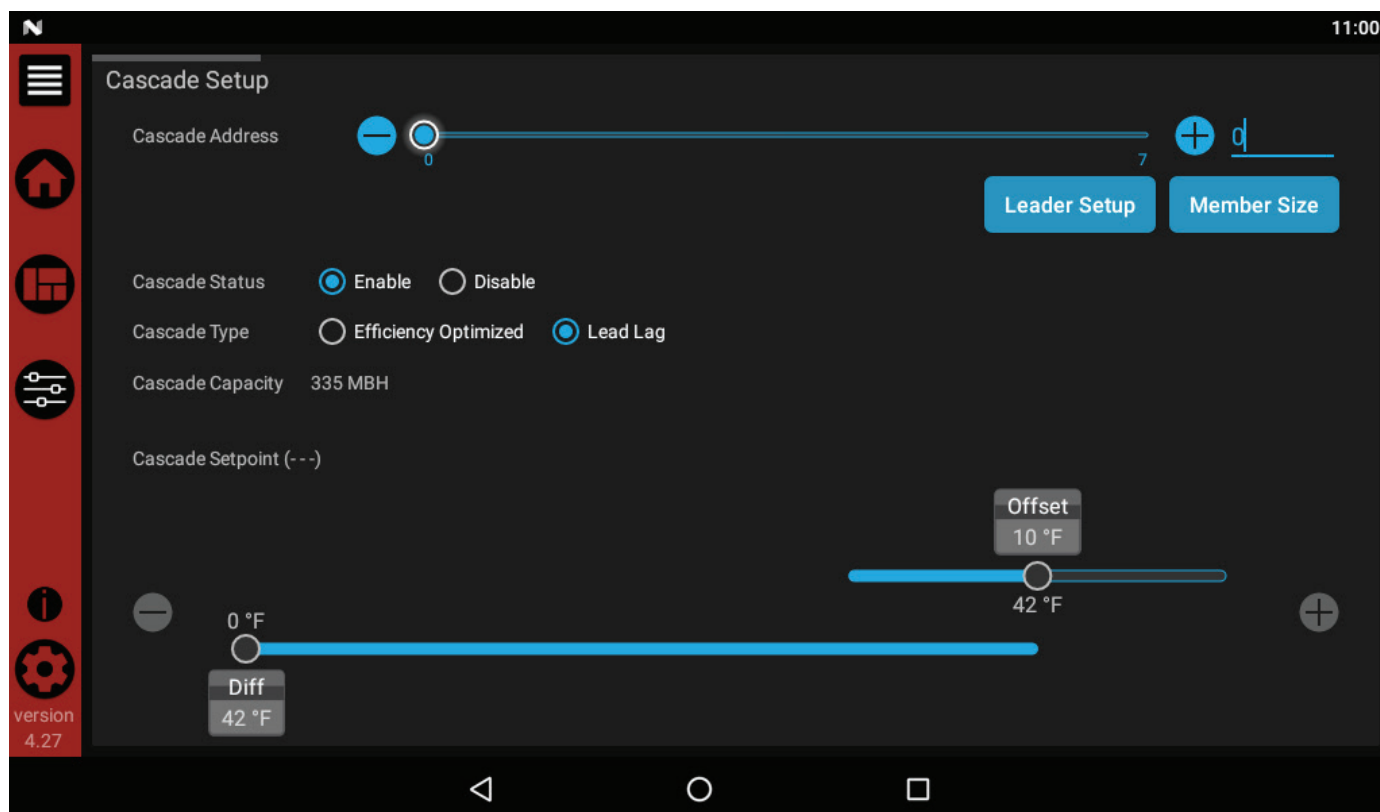 11:00
Cascade Setup
Cascade Address
0
7
0
Leader Setup
Member Size
Cascade Status
Enable
Disable
Cascade Type
Efficiency Optimized
Lead Lag
Cascade Capacity
335 MBH
Cascade Setpoint (---)
Offset
10 °F
42 °F
0 °F
Diff
42 °F
version
4.27